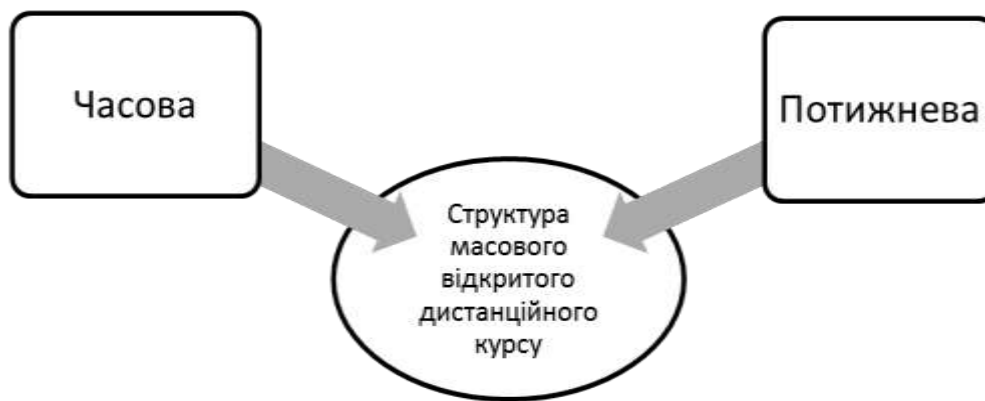 Часова
Потижнева
Структура
масового
відкритого
дистанційного
курсу